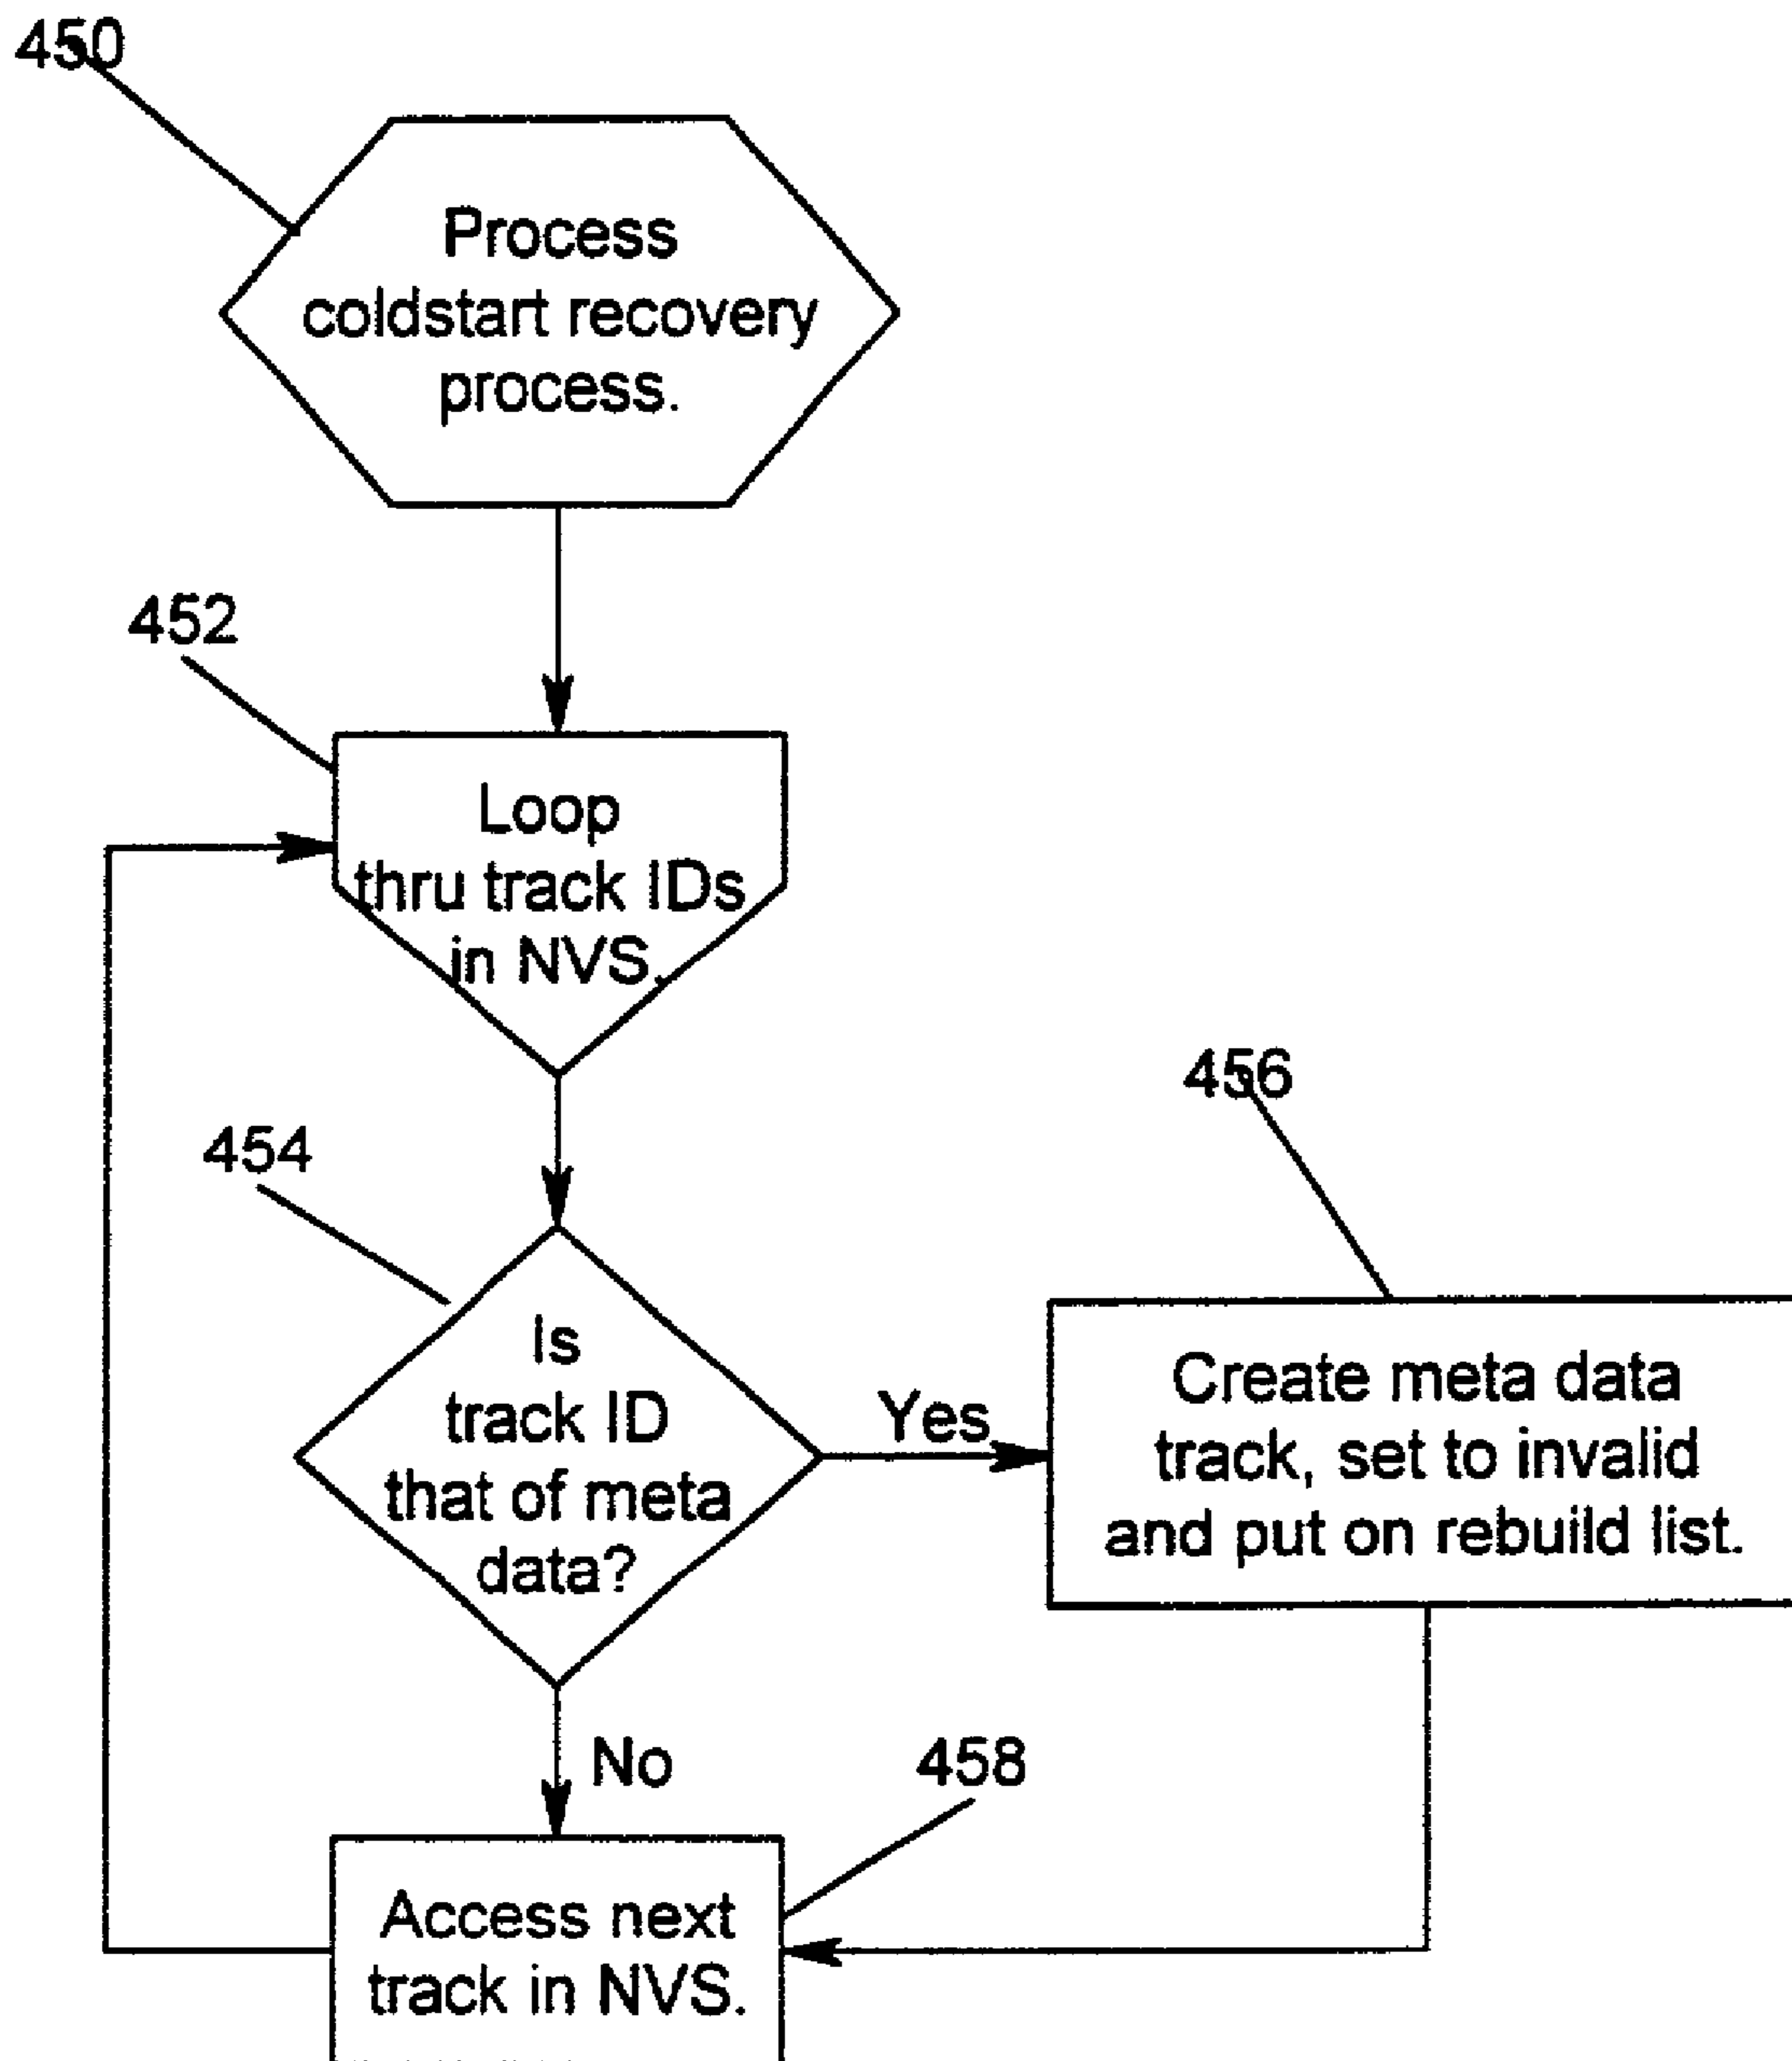 450
Process
coldstart recovery
process.
452
Loop
thru track IDs
in NVS.
454
Is
track ID
that of meta
data?
Yes
456
Create meta data
track, set to invalid
and put on rebuild list.
No
458
Access next
track in NVS.